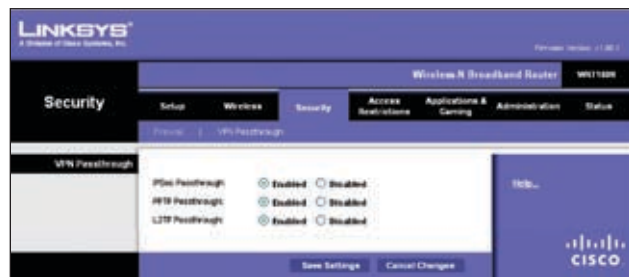 LINKSYS®
A Division of Cisco Systems, Inc.
Firmware Version:
Wireless-N Broadband Router
Security
Setup Wireless Security Access Restrictions Applications & Gaming Administration Status
Firewall | VPN Passthrough
VPN Passthrough
IPSec Passthrough: Enabled Disabled
PPTP Passthrough: Enabled Disabled
L2TP Passthrough: Enabled Disabled
Help...
Save Settings Cancel Changes
CISCO